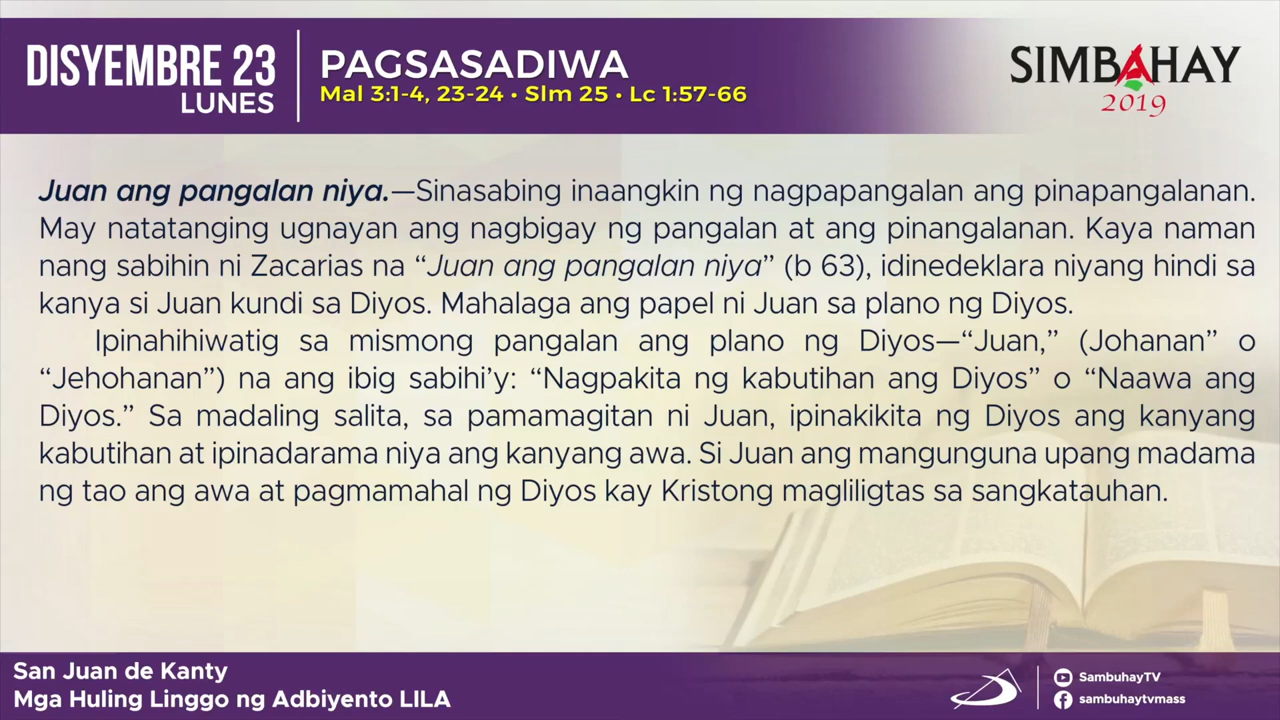 DISYEMBRE 23
LUNES
PAGSASADIWA
Mal 3:1-4, 23-24 • Slm 25 • Lc 1:57-66
SIMBAHAY
2019
Juan ang pangalan niya.—Sinasabing inaangkin ng nagpapangalan ang pinapangalanan.
May natatanging ugnayan ang nagbigay ng pangalan at ang pinangalanan. Kaya naman
nang sabihin ni Zacarias na “Juan ang pangalan niya” (b 63), idinedeklara niyang hindi sa
kanya si Juan kundi sa Diyos. Mahalaga ang papel ni Juan sa plano ng Diyos.
Ipinahihiwatig sa mismong pangalan ang plano ng Diyos—“Juan,” (Johanan” o
“Jehohanan”) na ang ibig sabihi’y: “Nagpakita ng kabutihan ang Diyos” o “Naawa ang
Diyos.” Sa madaling salita, sa pamamagitan ni Juan, ipinakikita ng Diyos ang kanyang
kabutihan at ipinadarama niya ang kanyang awa. Si Juan ang mangunguna upang madama
ng tao ang awa at pagmamahal ng Diyos kay Kristong magliligtas sa sangkatauhan.
San Juan de Kanty
Mga Huling Linggo ng Adbiyento LILA
SambuhayTV
sambuhaytvmass